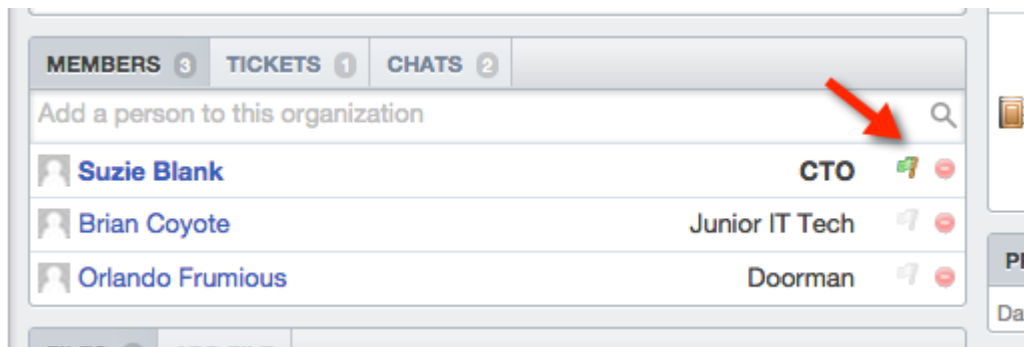 MEMBERS 3 TICKETS 1 CHATS 2
Add a person to this organization
Suzie Blank CTO
Brian Coyote Junior IT Tech
Orlando Frumious Doorman